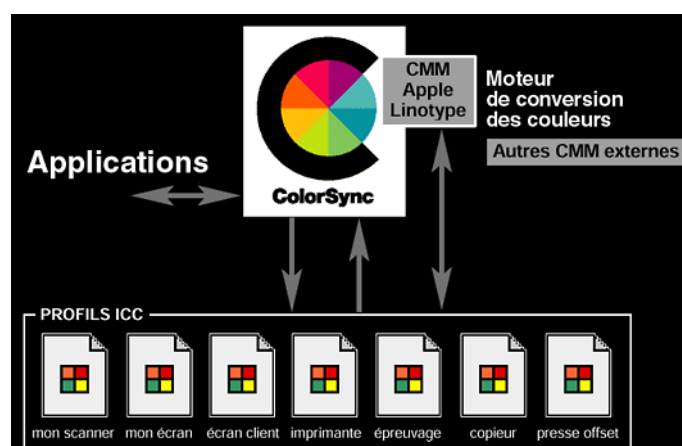 CMM
Apple
Linotype
Moteur
de conversion
des couleurs
Autres CMM externes
Applications
ColorSync
PROFILS ICC
mon scanner mon écran écran client imprimante épreuvage copieur presse offset